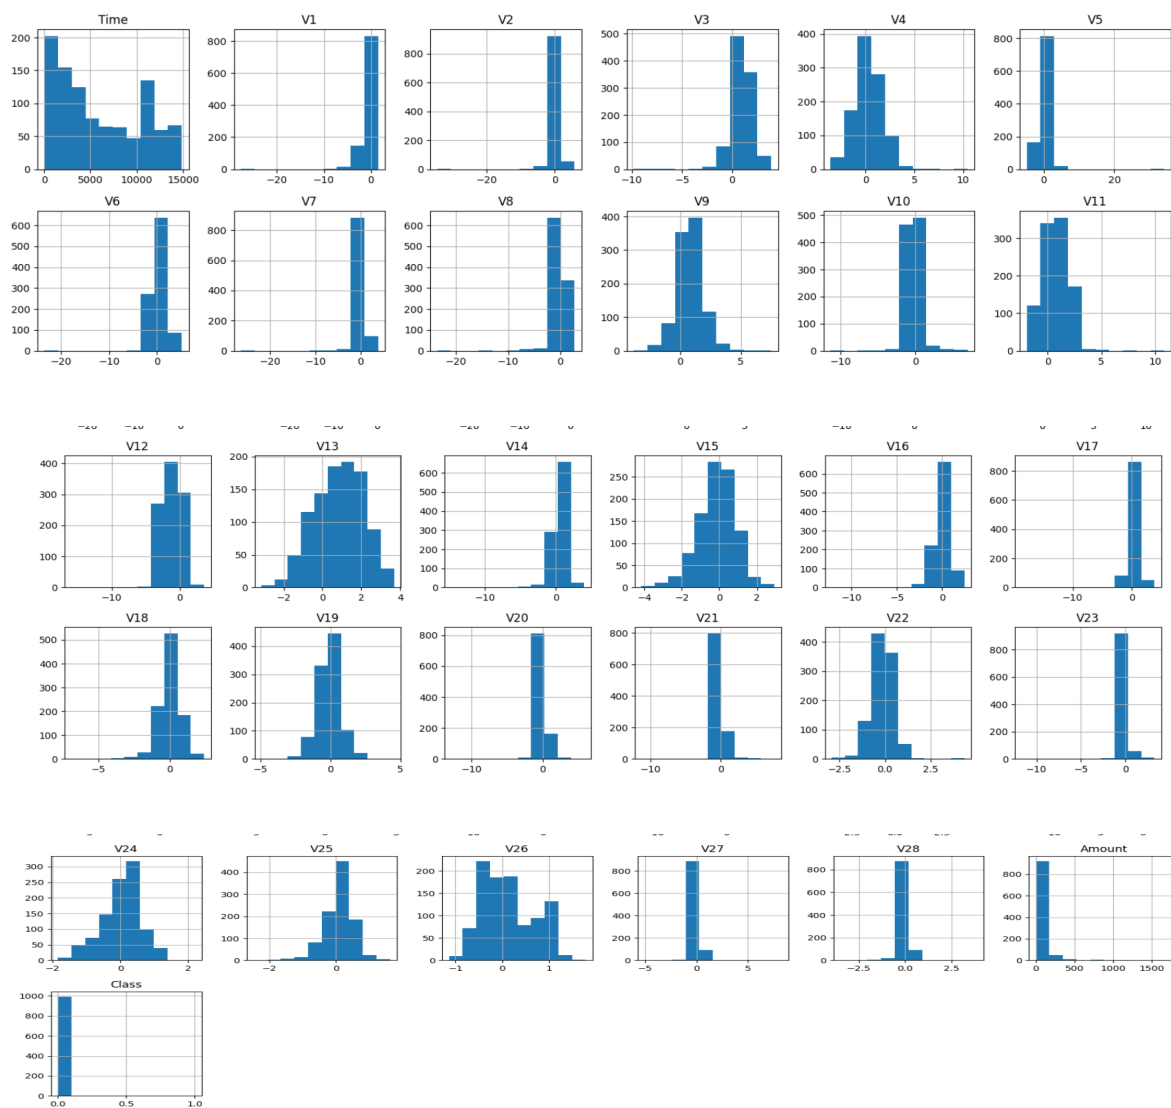 Time V1 V2 V3 V4 V5
200 150 100 50 0 800 600 400 200 0 800 600 400 200 0 500 400 300 200 100 0 400 300 200 100 0 800 600 400 200 0
0 5000 10000 15000 −20 −10 0 −20 0 −10 −5 0 0 5 10 0 20
V6 V7 V8 V9 V10 V11
600 500 400 300 200 100 0 800 600 400 200 0 600 500 400 300 200 100 0 400 300 200 100 0 500 400 300 200 100 0 300 200 100 0
−20 −10 0 −20 −10 0 −20 −10 0 0 5 −10 0 0 5 10
V12 V13 V14 V15 V16 V17
400 300 200 100 0 200 150 100 50 0 600 500 400 300 200 100 0 250 200 150 100 50 0 600 500 400 300 200 100 0 800 600 400 200 0
−10 0 −2 0 2 4 −10 0 −4 −2 0 2 −10 −5 0 −10 0
V18 V19 V20 V21 V22 V23
500 400 300 200 100 0 400 300 200 100 0 800 600 400 200 0 800 600 400 200 0 400 300 200 100 0 800 600 400 200 0
−5 0 −5 0 5 −10 0 −10 0 −2.5 0.0 2.5 −10 −5 0
V24 V25 V26 V27 V28 Amount
300 250 200 150 100 50 0 400 300 200 100 0 200 150 100 50 0 800 600 400 200 0 800 600 400 200 0 800 600 400 200 0
−2 0 2 −2 0 −1 0 1 −5 0 5 −2.5 0.0 2.5 0 500 1000 1500
Class
1000 800 600 400 200 0
0.0 0.5 1.0